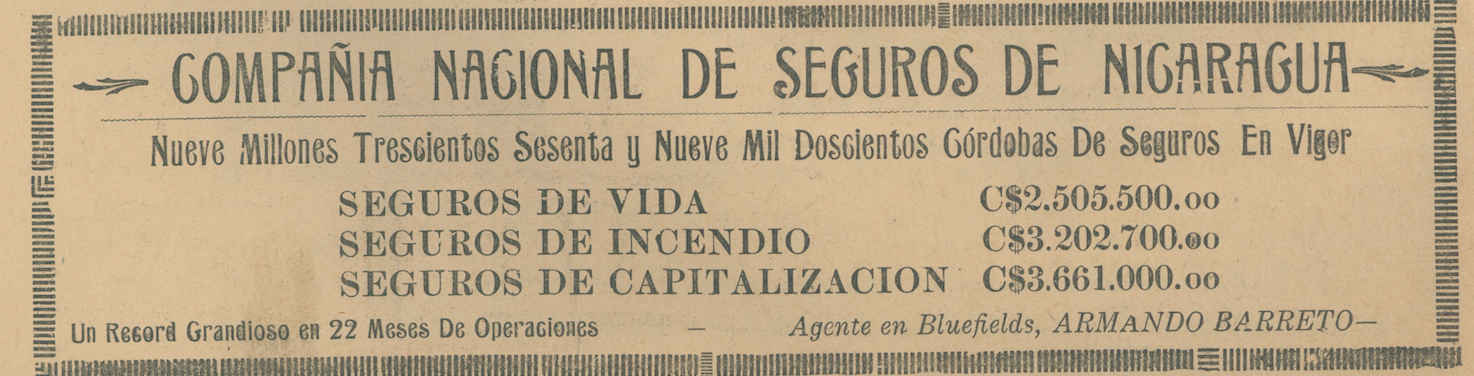 COMPAÑIA NACIONAL DE SEGUROS DE NICARAGUA
Nueve Millones Trescientos Sesenta y Nueve Mil Doscientos Córdobas De Seguros En Vigor
SEGUROS DE VIDA C$2.505.500.oo
SEGUROS DE INCENDIO C$3.202.700.oo
SEGUROS DE CAPITALIZACION C$3.661.000.oo
Un Record Grandioso en 22 Meses De Operaciones — Agente en Bluefields, ARMANDO BARRETO—